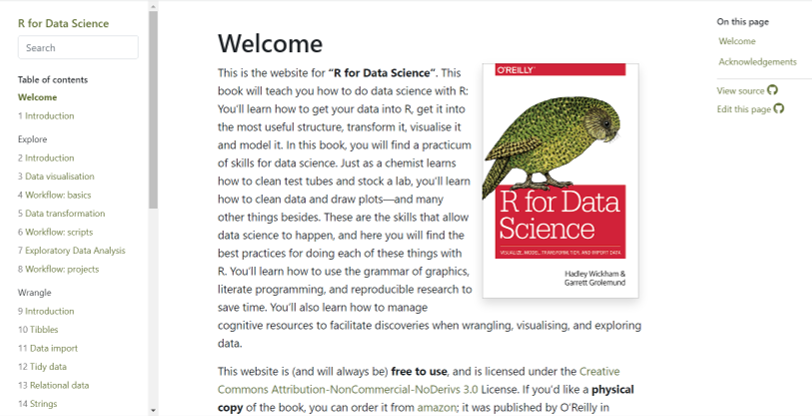 R for Data Science
Search
Table of contents
Welcome
1 Introduction
Explore
2 Introduction
3 Data visualisation
4 Workflow: basics
5 Data transformation
6 Workflow: scripts
7 Exploratory Data Analysis
8 Workflow: projects
Wrangle
9 Introduction
10 Tibbles
11 Data import
12 Tidy data
13 Relational data
14 Strings
Welcome
This is the website for “R for Data Science”. This
book will teach you how to do data science with R:
You’ll learn how to get your data into R, get it into
the most useful structure, transform it, visualise it
and model it. In this book, you will find a practicum
of skills for data science. Just as a chemist learns
how to clean test tubes and stock a lab, you’ll learn
how to clean data and draw plots—and many
other things besides. These are the skills that allow
data science to happen, and here you will find the
best practices for doing each of these things with
R. You’ll learn how to use the grammar of graphics,
literate programming, and reproducible research to
save time. You’ll also learn how to manage
cognitive resources to facilitate discoveries when wrangling, visualising, and exploring
data.
This website is (and will always be) free to use, and is licensed under the Creative
Commons Attribution-NonCommercial-NoDerivs 3.0 License. If you’d like a physical
copy of the book, you can order it from amazon; it was published by O’Reilly in
O'REILLY
R for Data
Science
VISUALIZE, MODEL, TRANSFORM, TIDY, AND IMPORT DATA
Hadley Wickham &
Garrett Grolemund
On this page
Welcome
Acknowledgements
View source
Edit this page